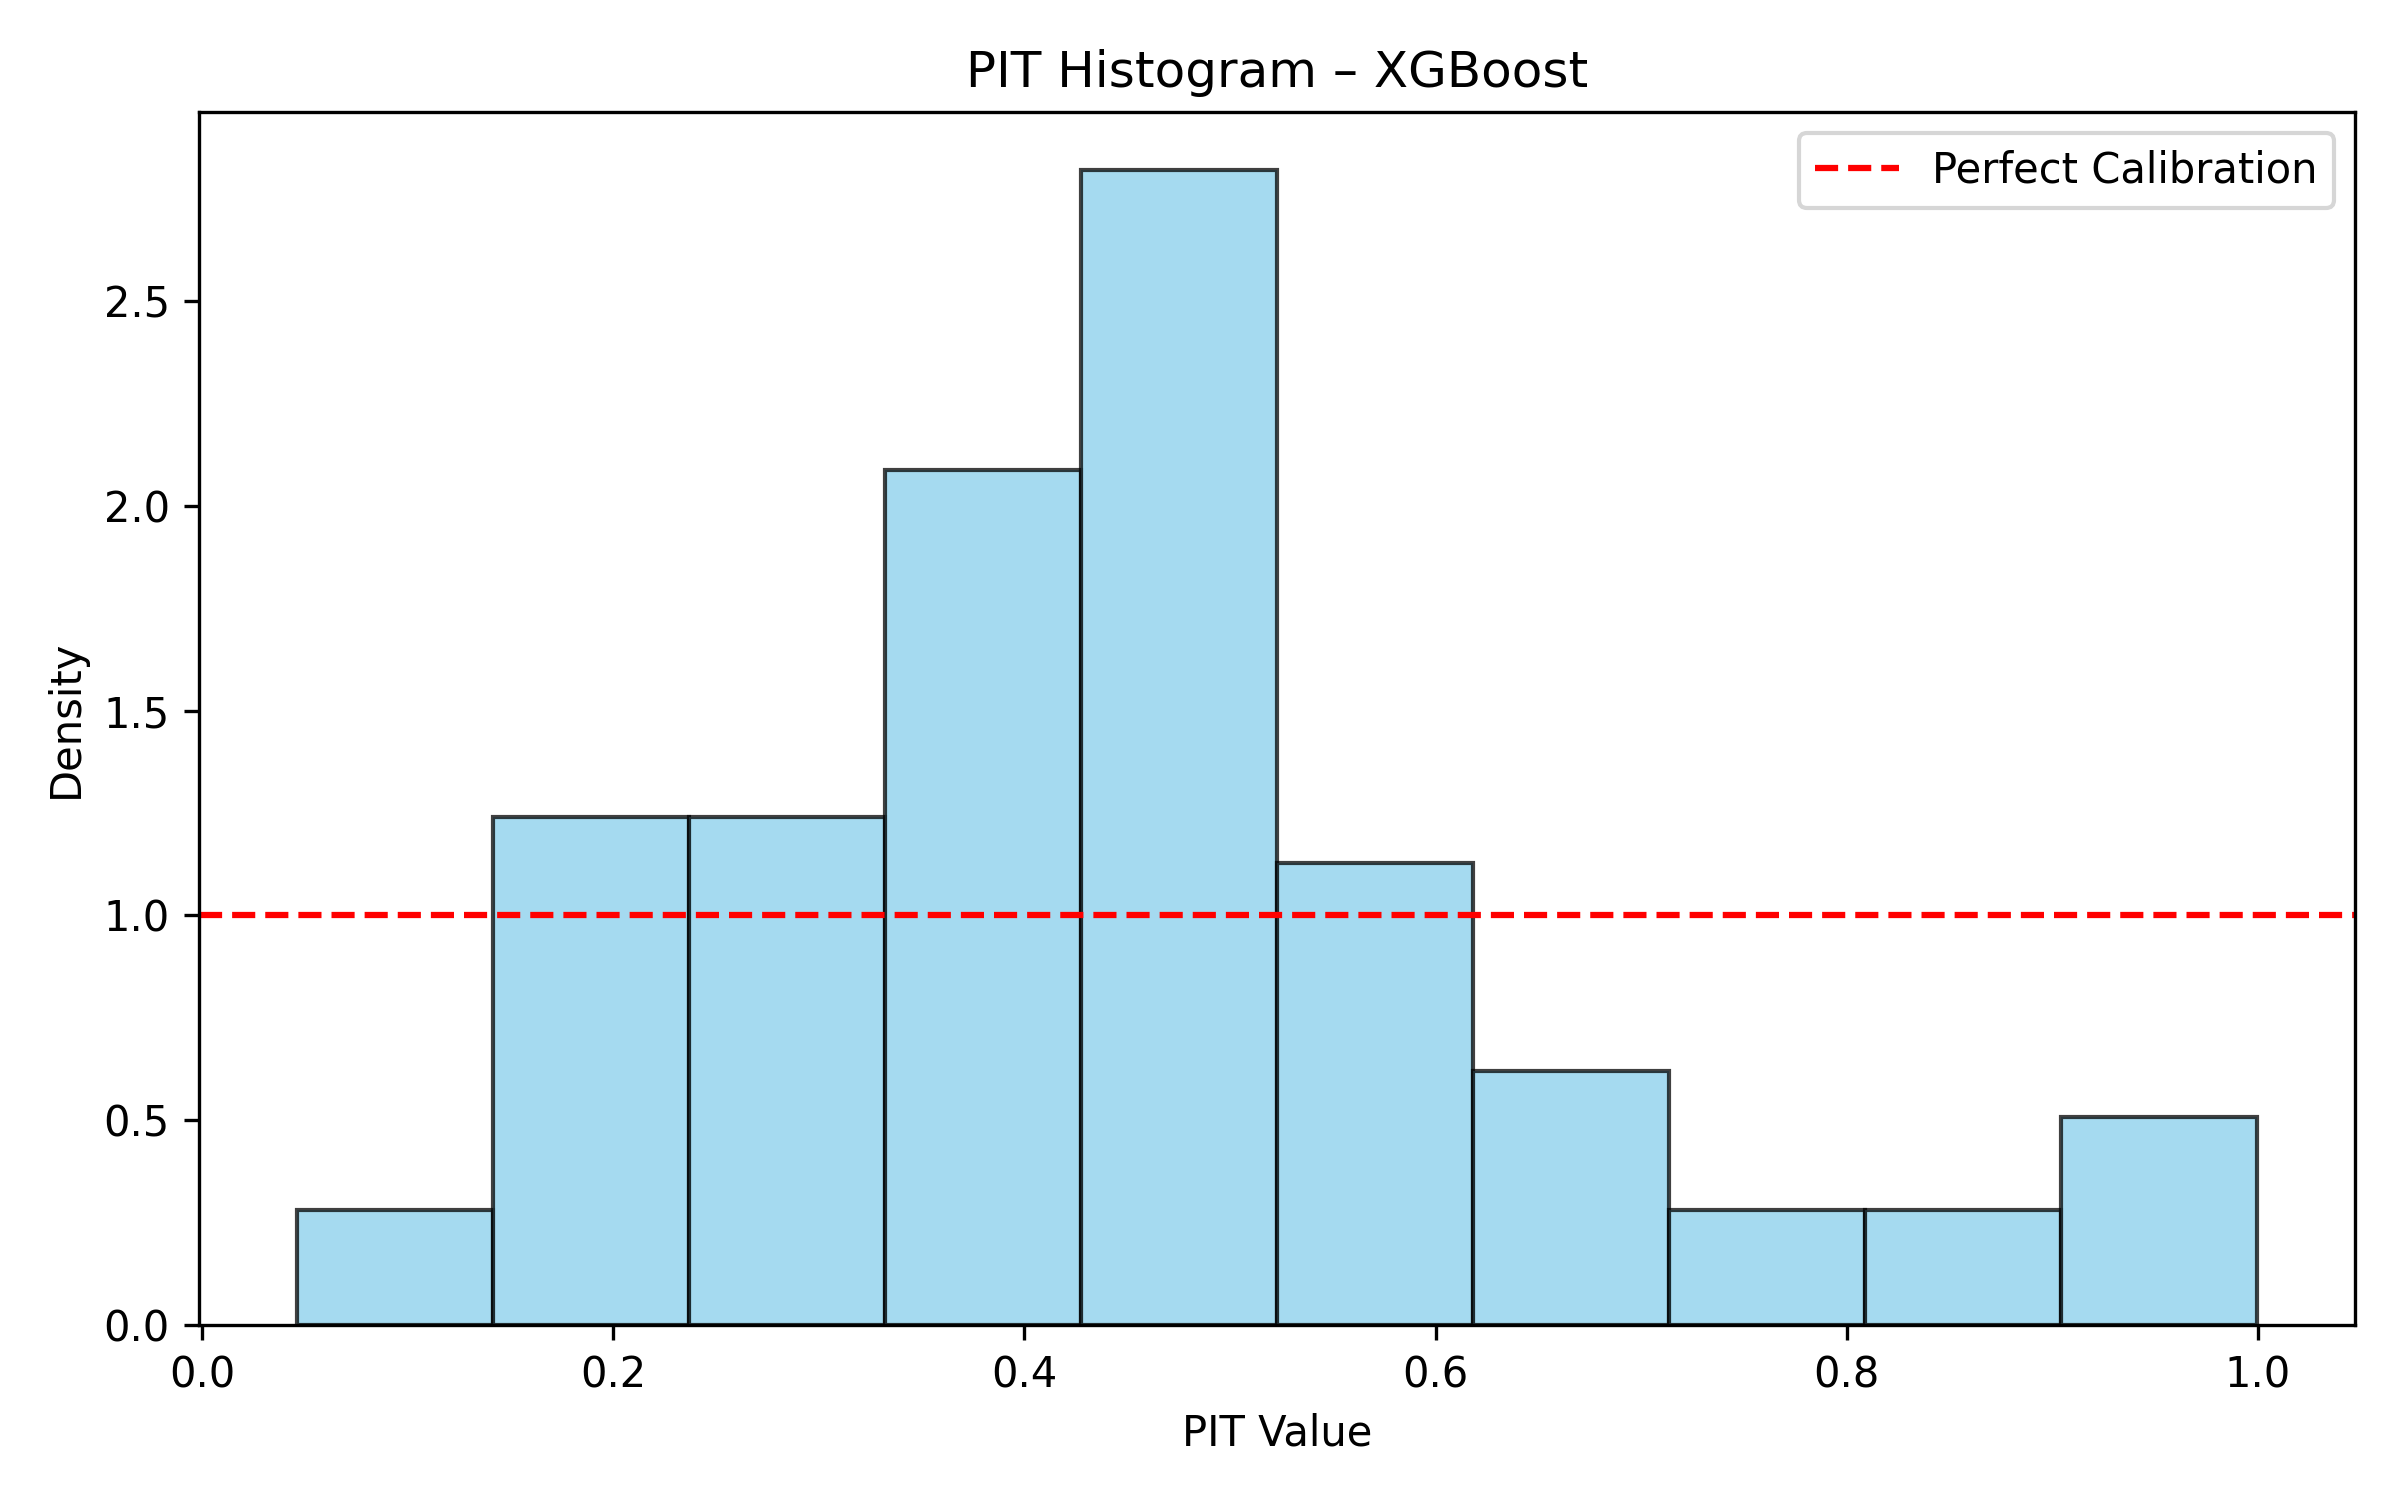 PIT Histogram – XGBoost
Perfect Calibration
Density
2.5
2.0
1.5
1.0
0.5
0.0
0.0 0.2 0.4 0.6 0.8 1.0
PIT Value